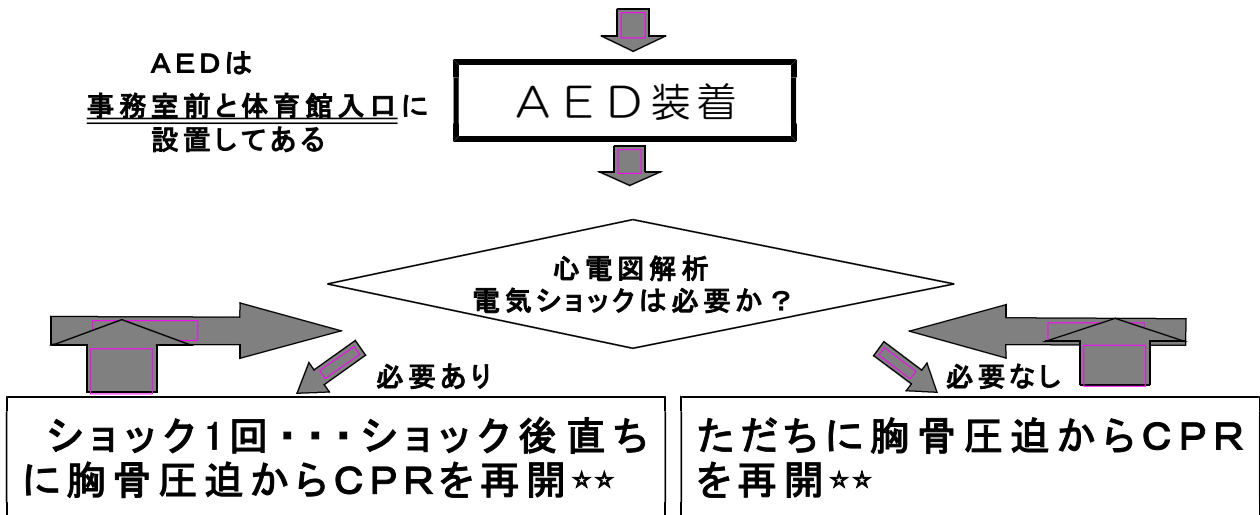 AEDは
事務室前と体育館入口に
設置してある
ＡＥＤ装着
心電図解析
電気ショックは必要か？
必要あり
必要なし
ショック1回・・・ショック後直ち
に胸骨圧迫からCPRを再開☆☆
ただちに胸骨圧迫からCPR
を再開☆☆